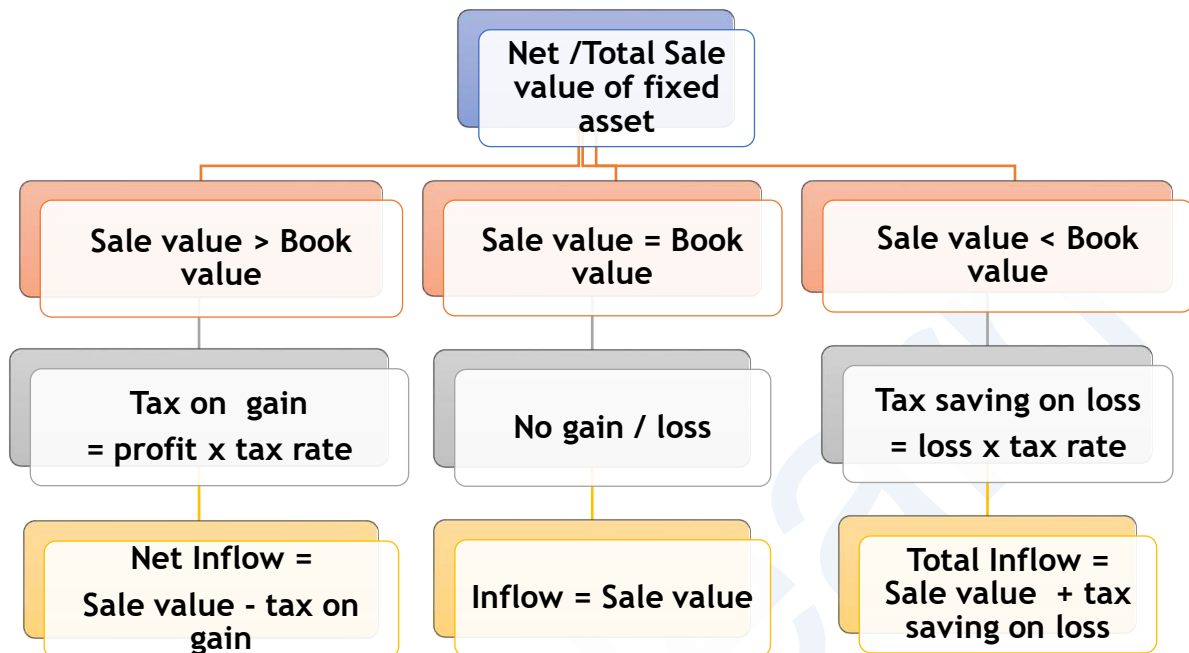 Net /Total Sale
value of fixed
asset
Sale value > Book
value
Sale value = Book
value
Sale value < Book
value
Tax on gain
= profit x tax rate
No gain / loss
Tax saving on loss
= loss x tax rate
Net Inflow =
Sale value - tax on
gain
Inflow = Sale value
Total Inflow =
Sale value + tax
saving on loss